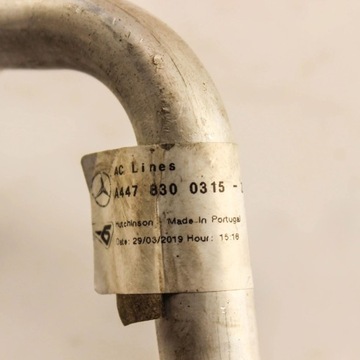 AC Lines
A447 830 0315 -
Hutchinson - Made in Portugal
Date: 29/03/2019 Hour: 15:16